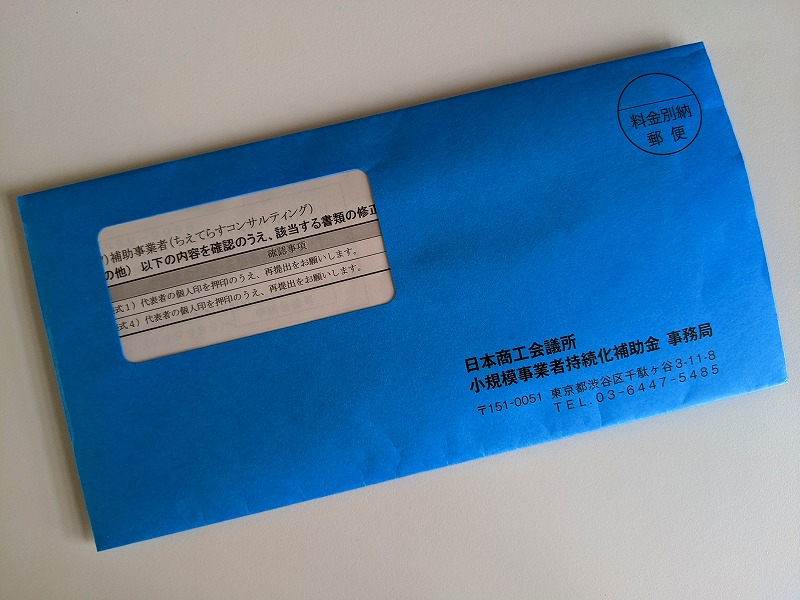 料金別納
郵便
)補助事業者(ちえてらすコンサルティング)
の他) 以下の内容を確認のうえ、該当する書類の修正
確認事項
式1) 代表者の個人印を押印のうえ、再提出をお願いします。
式4) 代表者の個人印を押印のうえ、再提出をお願いします。
日本商工会議所
小規模事業者持続化補助金 事務局
〒151-0051 東京都渋谷区千駄ヶ谷3-11-8
TEL.03-6447-5485